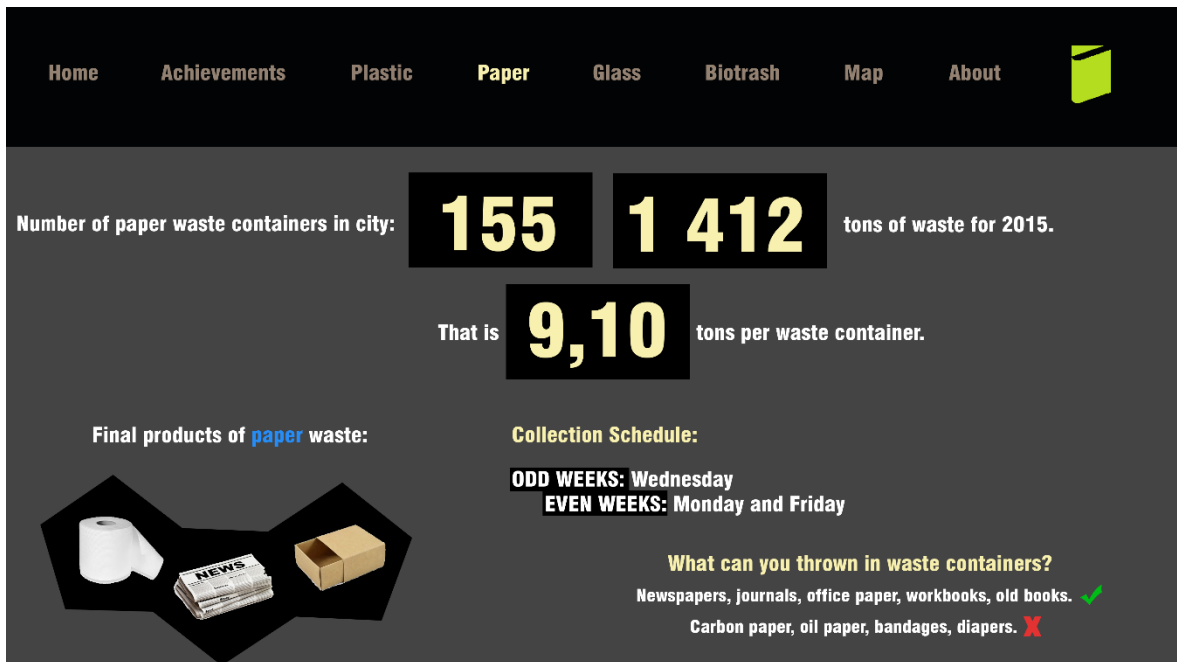 Home Achievements Plastic Paper Glass Biotrash Map About
Number of paper waste containers in city: 155 1 412 tons of waste for 2015.
That is 9,10 tons per waste container.
Final products of paper waste:
NEWS
Collection Schedule:
ODD WEEKS: Wednesday
EVEN WEEKS: Monday and Friday
What can you thrown in waste containers?
Newspapers, journals, office paper, workbooks, old books.
Carbon paper, oil paper, bandages, diapers.